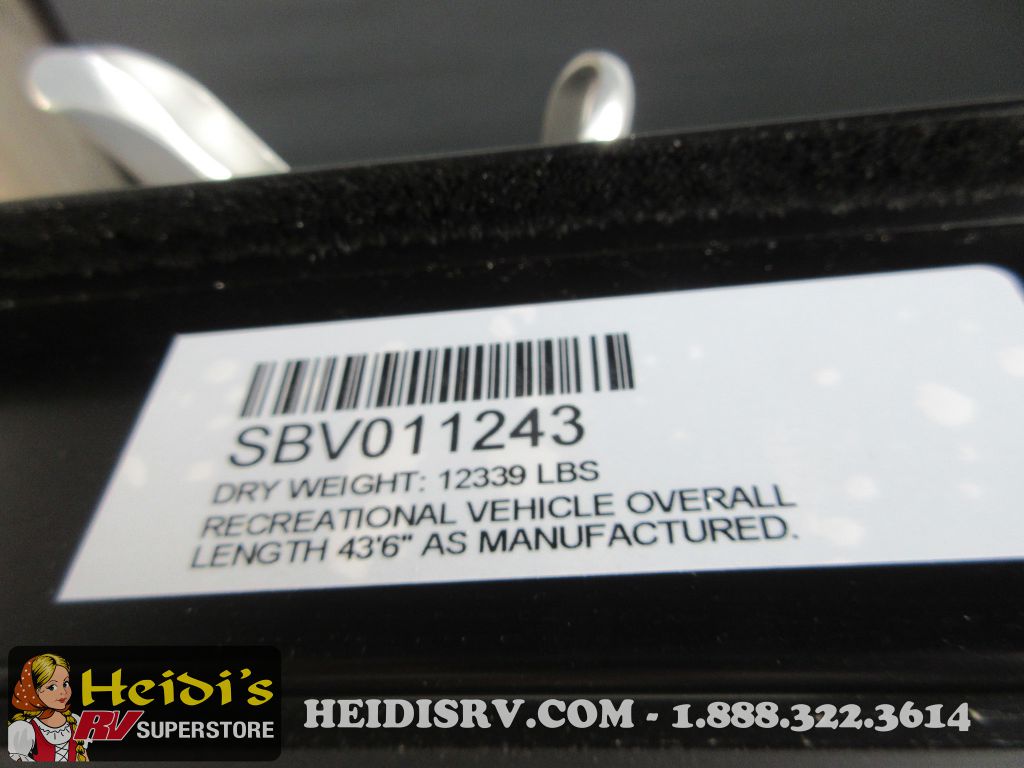 SBV011243
DRY WEIGHT: 12339 LBS
RECREATIONAL VEHICLE OVERALL
LENGTH 43'6" AS MANUFACTURED.
Heidi's
RV SUPERSTORE
HEIDISRV.COM - 1.888.322.3614